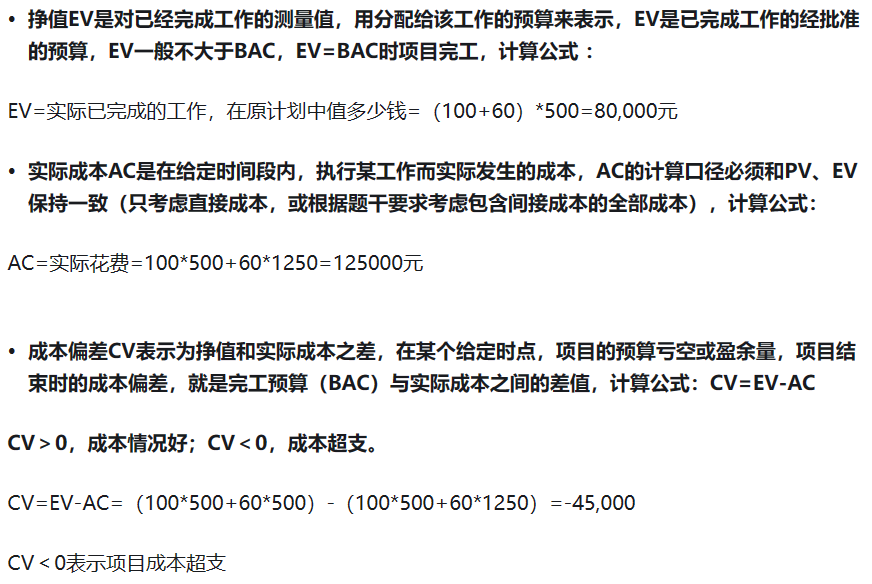 • 挣值EV是对已经完成工作的测量值，用分配给该工作的预算来表示，EV是已完成工作的经批准
的预算，EV一般不大于BAC，EV=BAC时项目完工，计算公式 ：
EV=实际已完成的工作，在原计划中值多少钱=（100+60）*500=80,000元
• 实际成本AC是在给定时间段内，执行某工作而实际发生的成本，AC的计算口径必须和PV、EV
保持一致（只考虑直接成本，或根据题干要求考虑包含间接成本的全部成本）,计算公式：
AC=实际花费=100*500+60*1250=125000元
• 成本偏差CV表示为挣值和实际成本之差，在某个给定时点，项目的预算亏空或盈余量，项目结
束时的成本偏差，就是完工预算（BAC）与实际成本之间的差值，计算公式：CV=EV-AC
CV＞0，成本情况好；CV＜0，成本超支。
CV=EV-AC=（100*500+60*500）-（100*500+60*1250）=-45,000
CV＜0表示项目成本超支